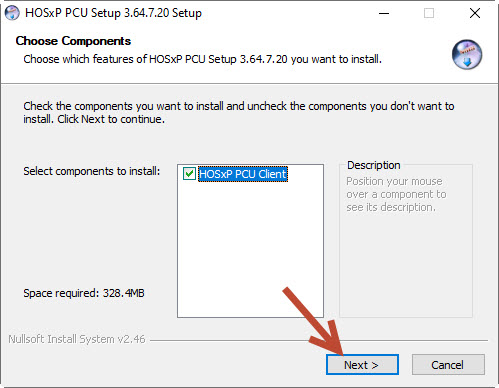 HOSxP PCU Setup 3.64.7.20 Setup
Choose Components
Choose which features of HOSxP PCU Setup 3.64.7.20 you want to install.
Check the components you want to install and uncheck the components you don't want to
install. Click Next to continue.
Select components to install:
HOSxP PCU Client
Description
Position your mouse
over a component to
see its description.
Space required: 328.4MB
Nullsoft Install System v2.46
Next >
Cancel